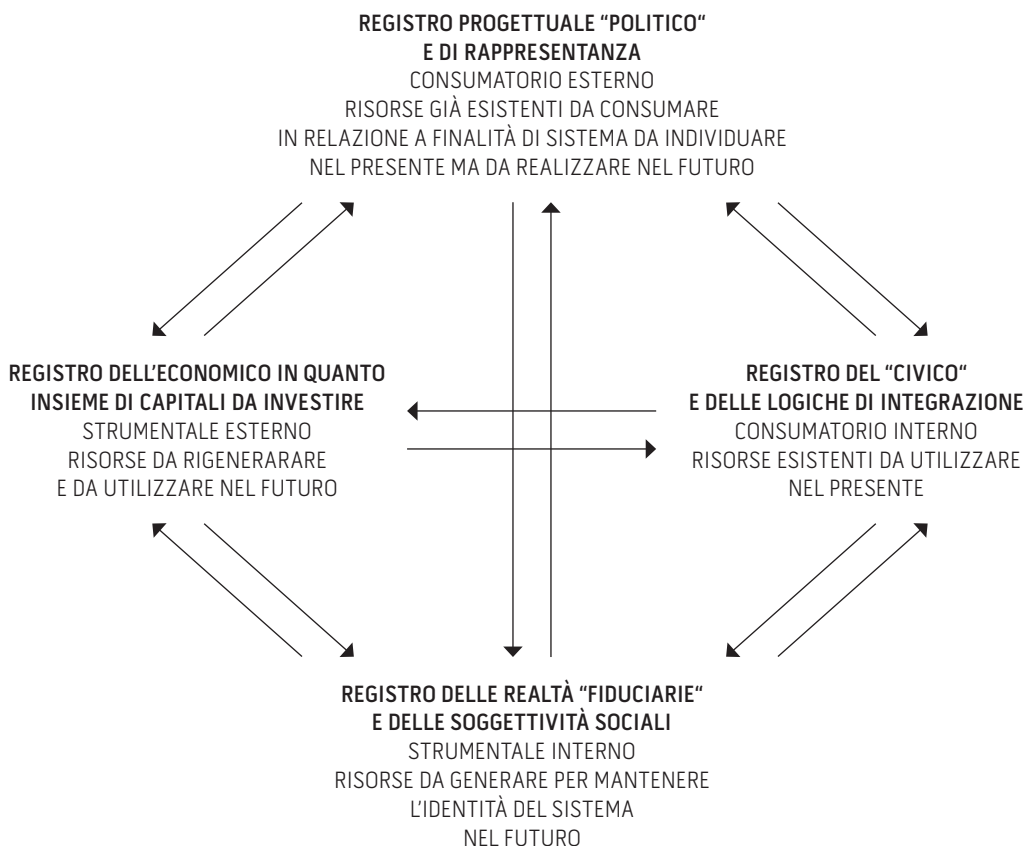 REGISTRO PROGETTUALE "POLITICO"
E DI RAPPRESENTANZA
CONSUMATORIO ESTERNO
RISORSE GIÀ ESISTENTI DA CONSUMARE
IN RELAZIONE A FINALITÀ DI SISTEMA DA INDIVIDUARE
NEL PRESENTE MA DA REALIZZARE NEL FUTURO
REGISTRO DELL'ECONOMICO IN QUANTO
INSIEME DI CAPITALI DA INVESTIRE
STRUMENTALE ESTERNO
RISORSE DA RIGENERARARE
E DA UTILIZZARE NEL FUTURO
REGISTRO DEL "CIVICO"
E DELLE LOGICHE DI INTEGRAZIONE
CONSUMATORIO INTERNO
RISORSE ESISTENTI DA UTILIZZARE
NEL PRESENTE
REGISTRO DELLE REALTÀ "FIDUCIARIE"
E DELLE SOGGETTIVITÀ SOCIALI
STRUMENTALE INTERNO
RISORSE DA GENERARE PER MANTENERE
L'IDENTITÀ DEL SISTEMA
NEL FUTURO